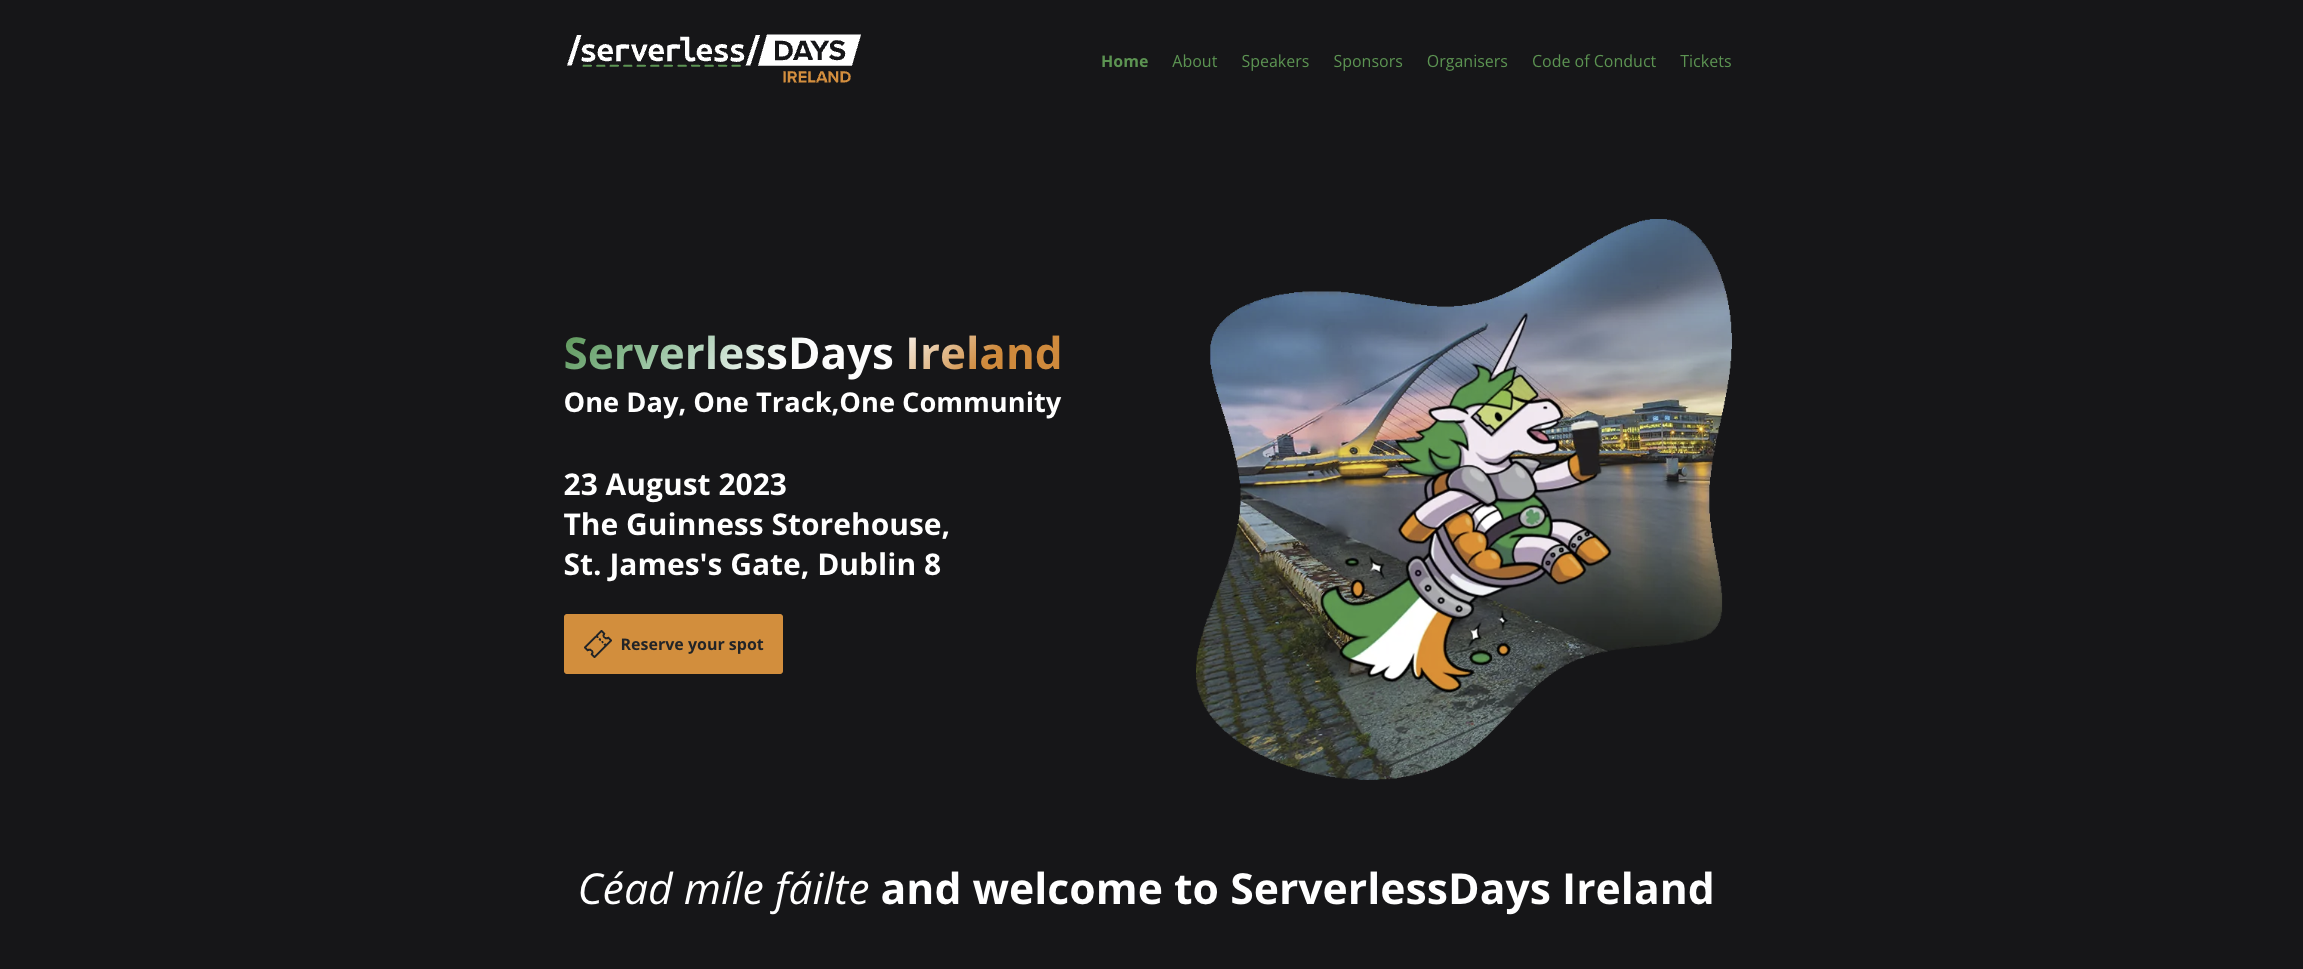 /serverless/DAYS
IRELAND
Home About Speakers Sponsors Organisers Code of Conduct Tickets
ServerlessDays Ireland
One Day, One Track,One Community
23 August 2023
The Guinness Storehouse,
St. James's Gate, Dublin 8
Reserve your spot
Céad míle fáilte and welcome to ServerlessDays Ireland